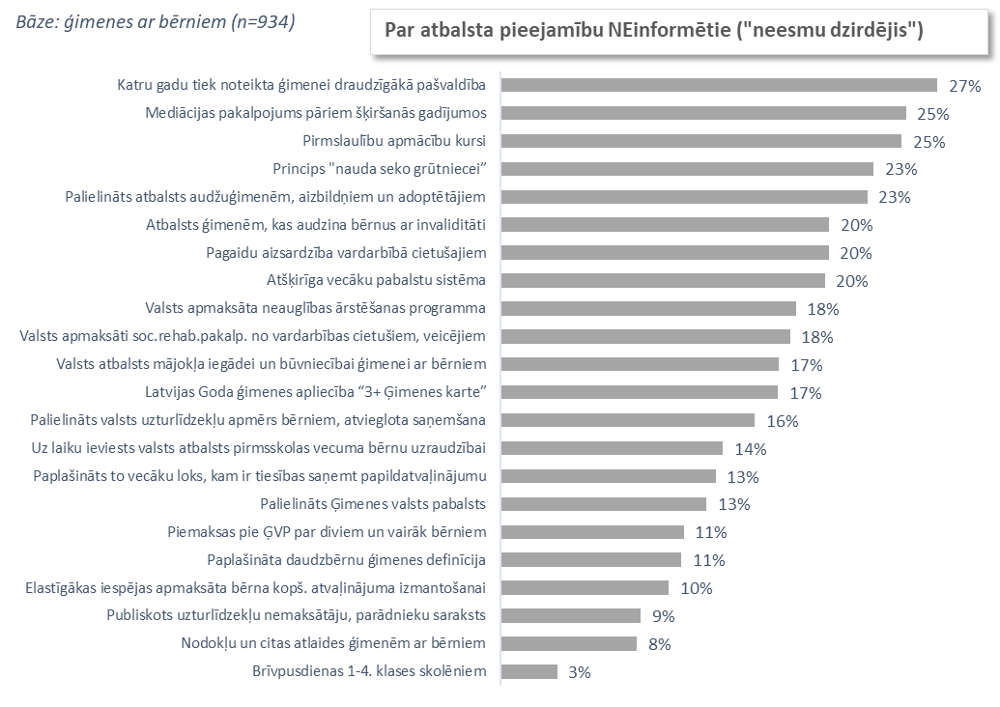 Bāze: ģimenes ar bērniem (n=934)
Par atbalsta pieejamību NEinformētie ("neesmu dzirdējis")
Katru gadu tiek noteikta ģimenei draudzīgākā pašvaldība 27%
Mediācijas pakalpojums pāriem šķiršanās gadījumos 25%
Pirmslaulību apmācību kursi 25%
Princips "nauda seko grūtniecei” 23%
Palielināts atbalsts audžuģimenēm, aizbildņiem un adoptētājiem 23%
Atbalsts ģimenēm, kas audzina bērnus ar invaliditāti 20%
Pagaidu aizsardzība vardarbībā cietušajiem 20%
Atšķirīga vecāku pabalstu sistēma 20%
Valsts apmaksāta neauglības ārstēšanas programma 18%
Valsts apmaksāti soc.rehab.pakalp. no vardarbības cietušiem, veicējiem 18%
Valsts atbalsts mājokļa iegādei un būvniecībai ģimenei ar bērniem 17%
Latvijas Goda ģimenes apliecība “3+ Ģimenes karte” 17%
Palielināts valsts uzturlīdzekļu apmērs bērniem, atvieglota saņemšana 16%
Uz laiku ieviests valsts atbalsts pirmsskolas vecuma bērnu uzraudzībai 14%
Paplašināts to vecāku loks, kam ir tiesības saņemt papildatvaļinājumu 13%
Palielināts Ģimenes valsts pabalsts 13%
Piemaksas pie ĢVP par diviem un vairāk bērniem 11%
Paplašināta daudzbērnu ģimenes definīcija 11%
Elastīgākas iespējas apmaksāta bērna kopš. atvaļinājuma izmantošanai 10%
Publiskots uzturlīdzekļu nemaksātāju, parādnieku saraksts 9%
Nodokļu un citas atlaides ģimenēm ar bērniem 8%
Brīvpusdienas 1-4. klases skolēniem 3%